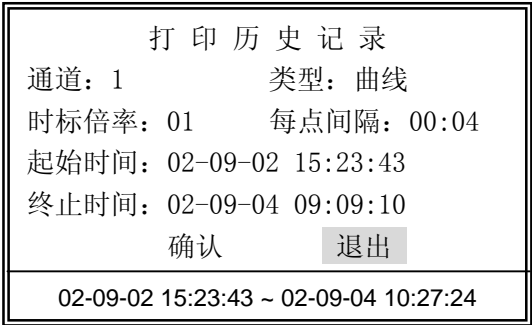 打 印 历 史 记 录
通道：1 类型：曲线
时标倍率：01 每点间隔：00:04
起始时间：02-09-02 15:23:43
终止时间：02-09-04 09:09:10
确认 退出
02-09-02 15:23:43 ~ 02-09-04 10:27:24